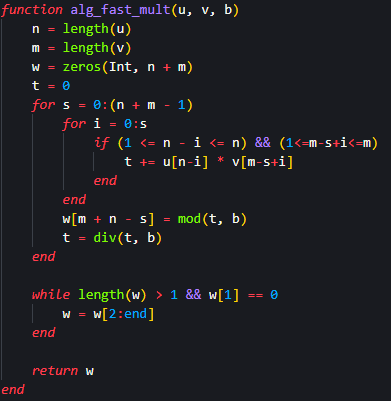 function alg_fast_mult(u, v, b)
    n = length(u)
    m = length(v)
    w = zeros(Int, n + m)
    t = 0
    for s = 0:(n + m - 1)
        for i = 0:s
            if (1 <= n - i <= n) && (1<=m-s+i<=m)
                t += u[n-i] * v[m-s+i]
            end
        end
        w[m + n - s] = mod(t, b)
        t = div(t, b)
    end

    while length(w) > 1 && w[1] == 0
        w = w[2:end]
    end

    return w
end